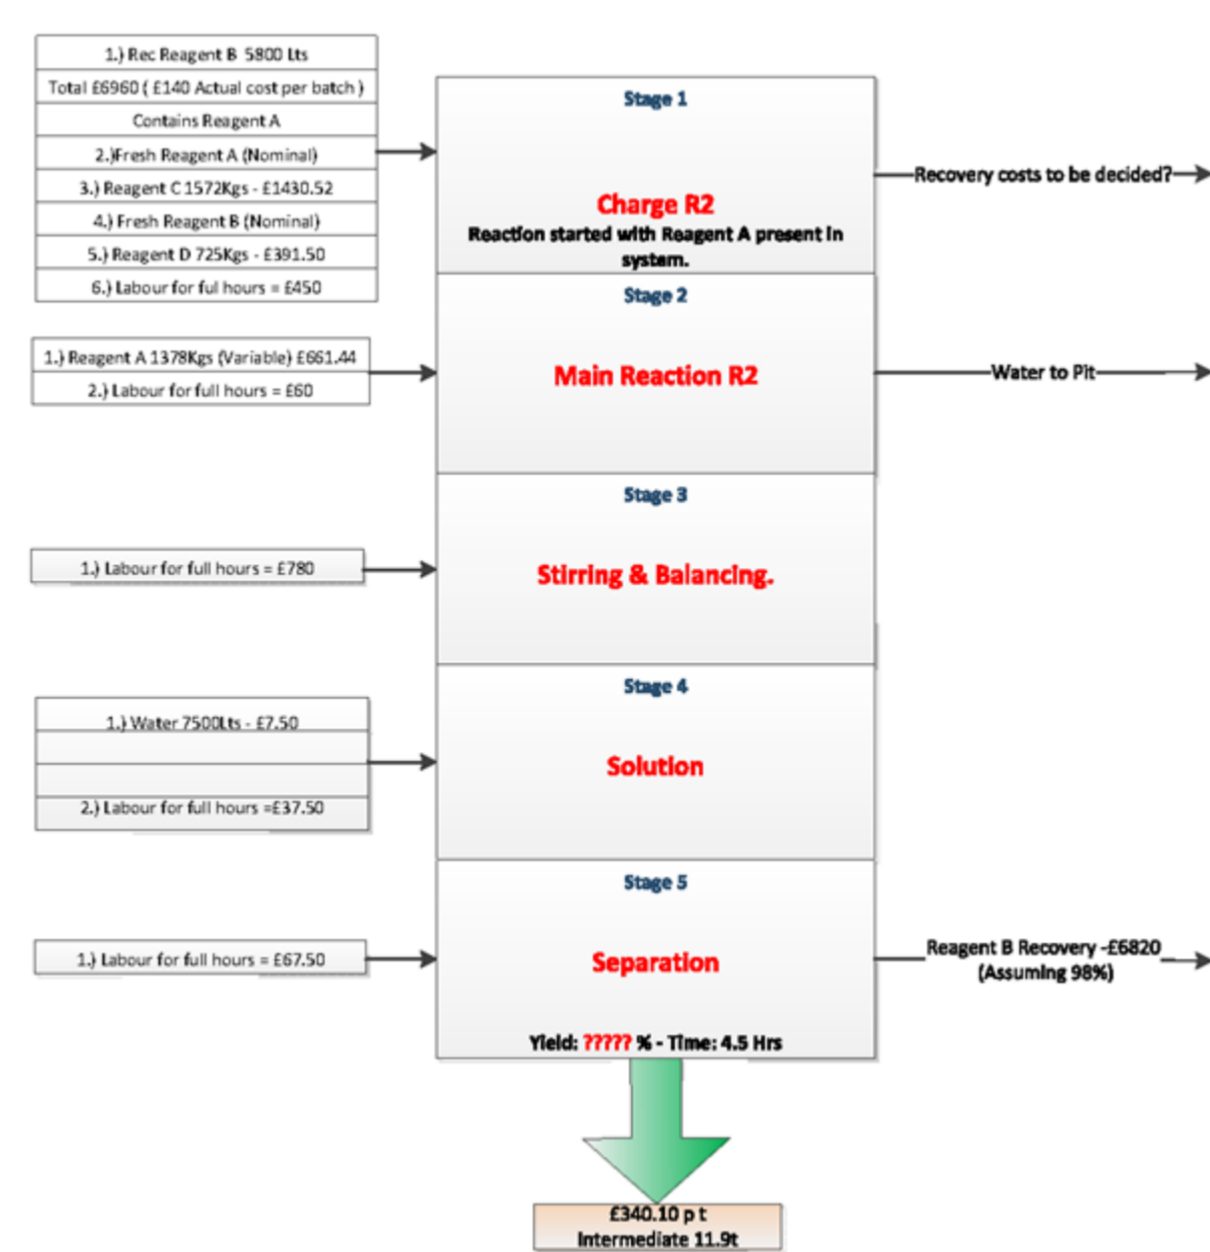 1.) Rec Reagent B 5800 Lts
Total £6960 ( £140 Actual cost per batch )
Contains Reagent A
2.)Fresh Reagent A (Nominal)
3.) Reagent C 1572Kgs - £1430.52
4.) Fresh Reagent B (Nominal)
5.) Reagent D 725Kgs - £391.50
6.) Labour for ful hours = £450
Stage 1
Charge R2
Reaction started with Reagent A present in
system.
Recovery costs to be decided?
1.) Reagent A 1378Kgs (Variable) £661.44
2.) Labour for full hours = £60
Stage 2
Main Reaction R2
Water to Pit
1.) Labour for full hours = £780
Stage 3
Stirring & Balancing.
1.) Water 7500Lts - £7.50
2.) Labour for full hours =£37.50
Stage 4
Solution
1.) Labour for full hours = £67.50
Stage 5
Separation
Yield: ????? % - Time: 4.5 Hrs
Reagent B Recovery -£6820
(Assuming 98%)
£340.10 p t
Intermediate 11.9t